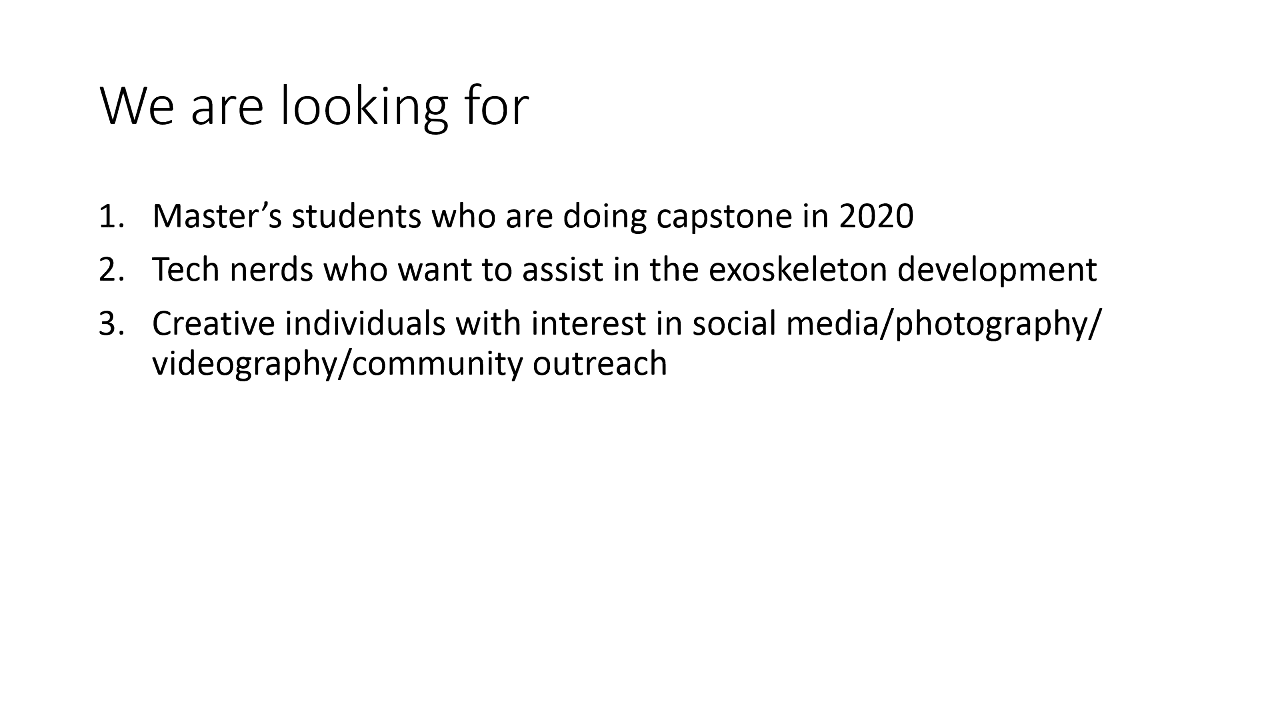 We are looking for
1. Master’s students who are doing capstone in 2020
2. Tech nerds who want to assist in the exoskeleton development
3. Creative individuals with interest in social media/photography/
videography/community outreach